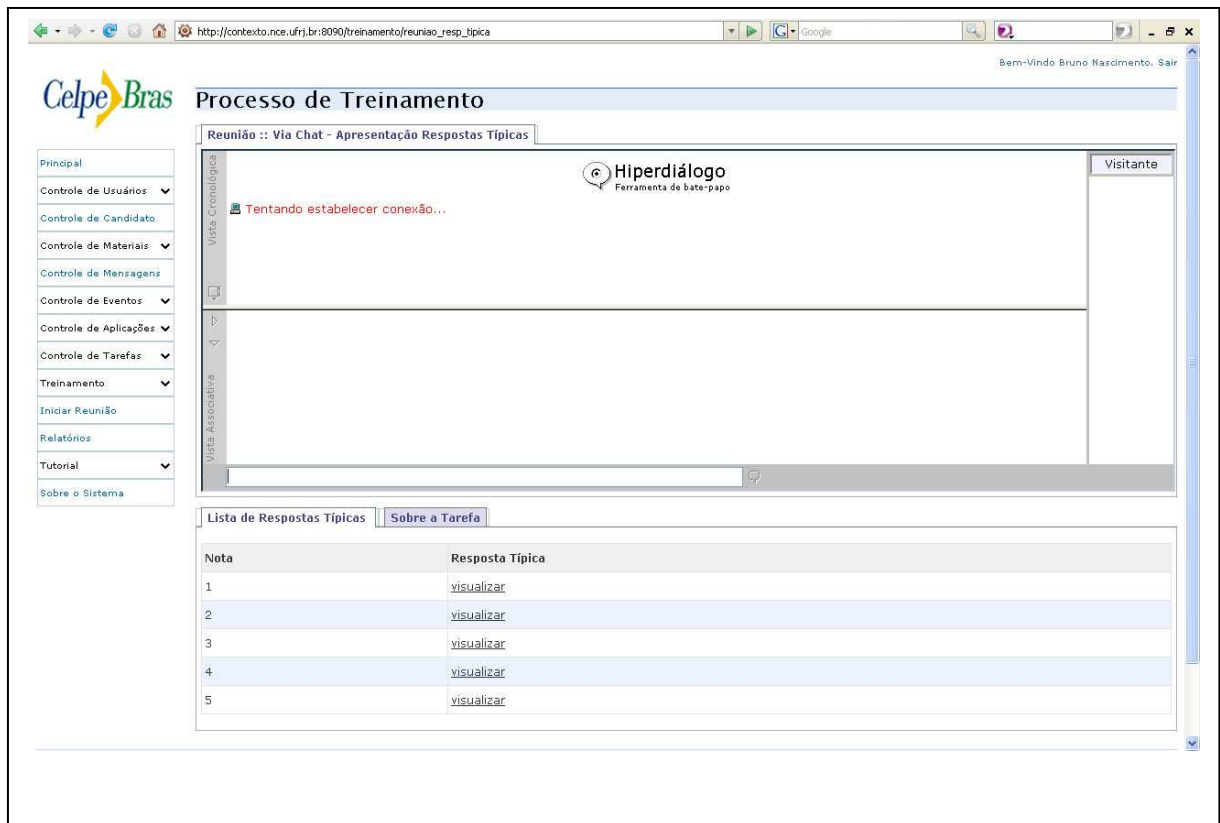 http://contexto.nce.ufrj.br:8090/treinamento/reuniao_resp_tipica
G Google
Bem-Vindo Bruno Nascimento. Sair
Celpe Bras
Processo de Treinamento
Reunião :: Via Chat - Apresentação Respostas Típicas
Principal
Controle de Usuários
Controle de Candidato
Controle de Materiais
Controle de Mensagens
Controle de Eventos
Controle de Aplicações
Controle de Tarefas
Treinamento
Iniciar Reunião
Relatórios
Tutorial
Sobre o Sistema
Vista Cronológica
Hiperdiálogo
Ferramenta de bate-papo
Tentando estabelecer conexão...
Visitante
Vista Associativa
Lista de Respostas Típicas Sobre a Tarefa
Nota Resposta Típica
1 visualizar
2 visualizar
3 visualizar
4 visualizar
5 visualizar